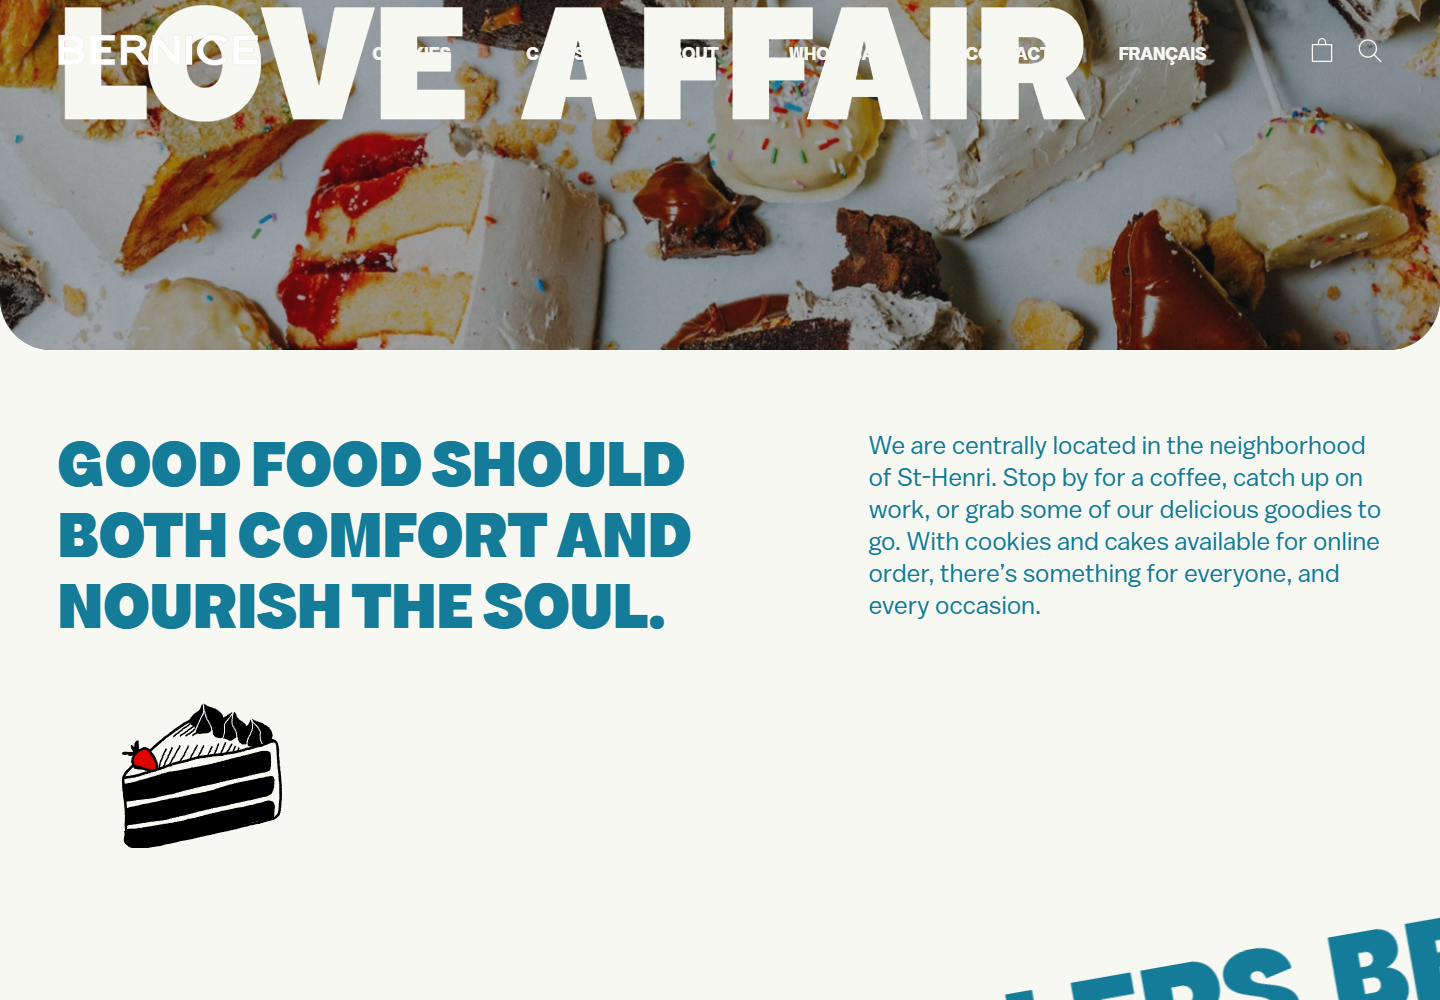 BERNICE
FRANÇAIS
LOVE AFFAIR
GOOD FOOD SHOULD
BOTH COMFORT AND
NOURISH THE SOUL.
We are centrally located in the neighborhood
of St-Henri. Stop by for a coffee, catch up on
work, or grab some of our delicious goodies to
go. With cookies and cakes available for online
order, there’s something for everyone, and
every occasion.